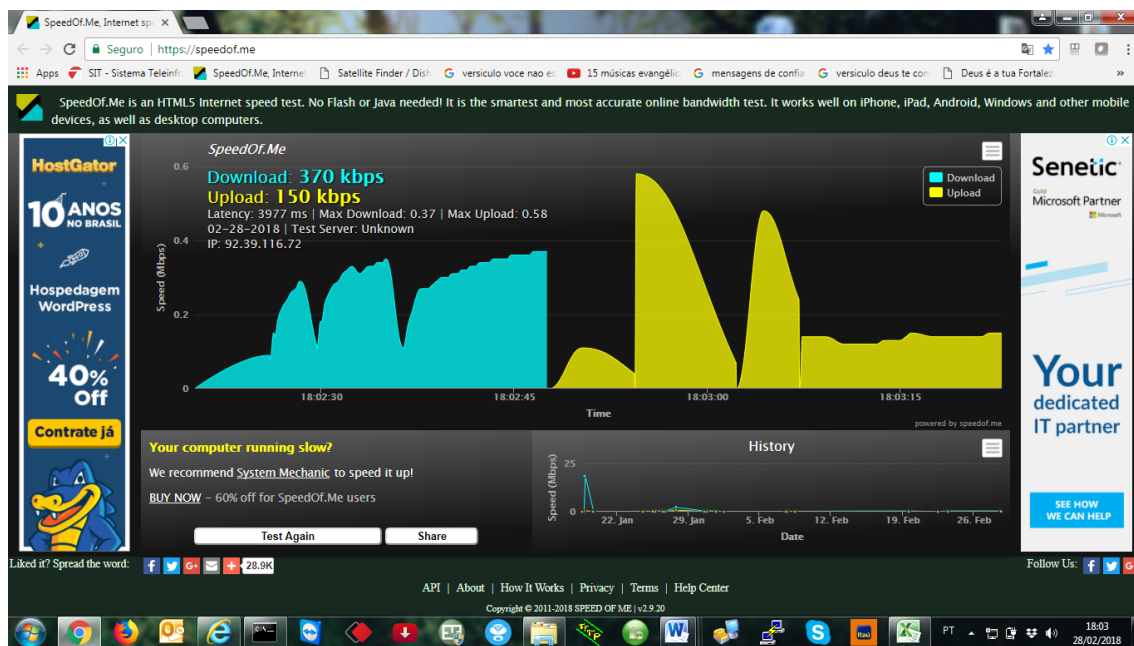 SpeedOf.Me, Internet spe
Seguro | https://speedof.me
Apps
SIT - Sistema Teleinfr
SpeedOf.Me, Internet
Satellite Finder / Dish
versiculo voce nao es
15 músicas evangélic
mensagens de confia
versiculo deus te con
Deus é a tua Fortalez
»
SpeedOf.Me is an HTML5 Internet speed test. No Flash or Java needed! It is the smartest and most accurate online bandwidth test. It works well on iPhone, iPad, Android, Windows and other mobile
devices, as well as desktop computers.
HostGator
10 ANOS
NO BRASIL
Hospedagem
WordPress
40%
Off
Contrate já
SpeedOf.Me
Download: 370 kbps
Upload: 150 kbps
Latency: 3977 ms | Max Download: 0.37 | Max Upload: 0.58
02-28-2018 | Test Server: Unknown
IP: 92.39.116.72
Download
Upload
Speed (Mbps)
0.6
0.4
0.2
0
18:02:30
18:02:45
18:03:00
18:03:15
Time
powered by speedof.me
Your computer running slow?
We recommend System Mechanic to speed it up!
BUY NOW – 60% off for SpeedOf.Me users
Test Again
Share
History
Speed (Mbps)
25
0
22. Jan
29. Jan
5. Feb
12. Feb
19. Feb
26. Feb
Date
Senetic
Gold
Microsoft Partner
Microsoft
Your
dedicated
IT partner
SEE HOW
WE CAN HELP
Liked it? Spread the word:
28.9K
Follow Us:
API | About | How It Works | Privacy | Terms | Help Center
Copyright © 2011-2018 SPEED OF ME | v2.9.20
PT
18:03
28/02/2018